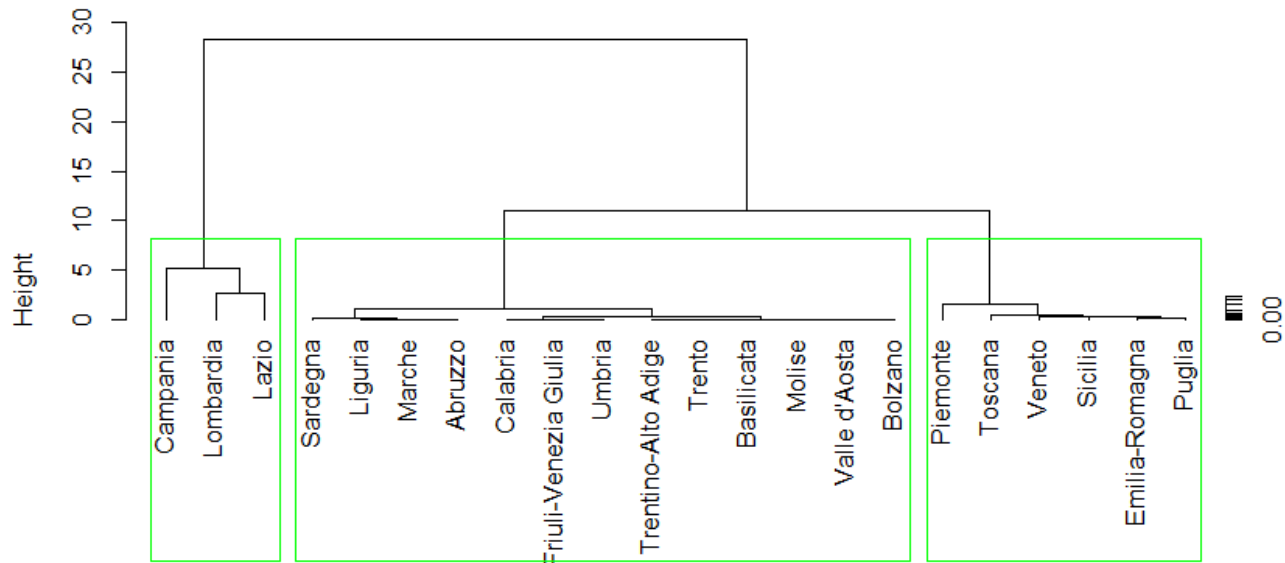 Height
30
25
20
15
10
5
0
Campania
Lombardia
Lazio
Sardegna
Liguria
Marche
Abruzzo
Calabria
Friuli-Venezia Giulia
Umbria
Trentino-Alto Adige
Trento
Basilicata
Molise
Valle d'Aosta
Bolzano
Piemonte
Toscana
Veneto
Sicilia
Emilia-Romagna
Puglia
0.00